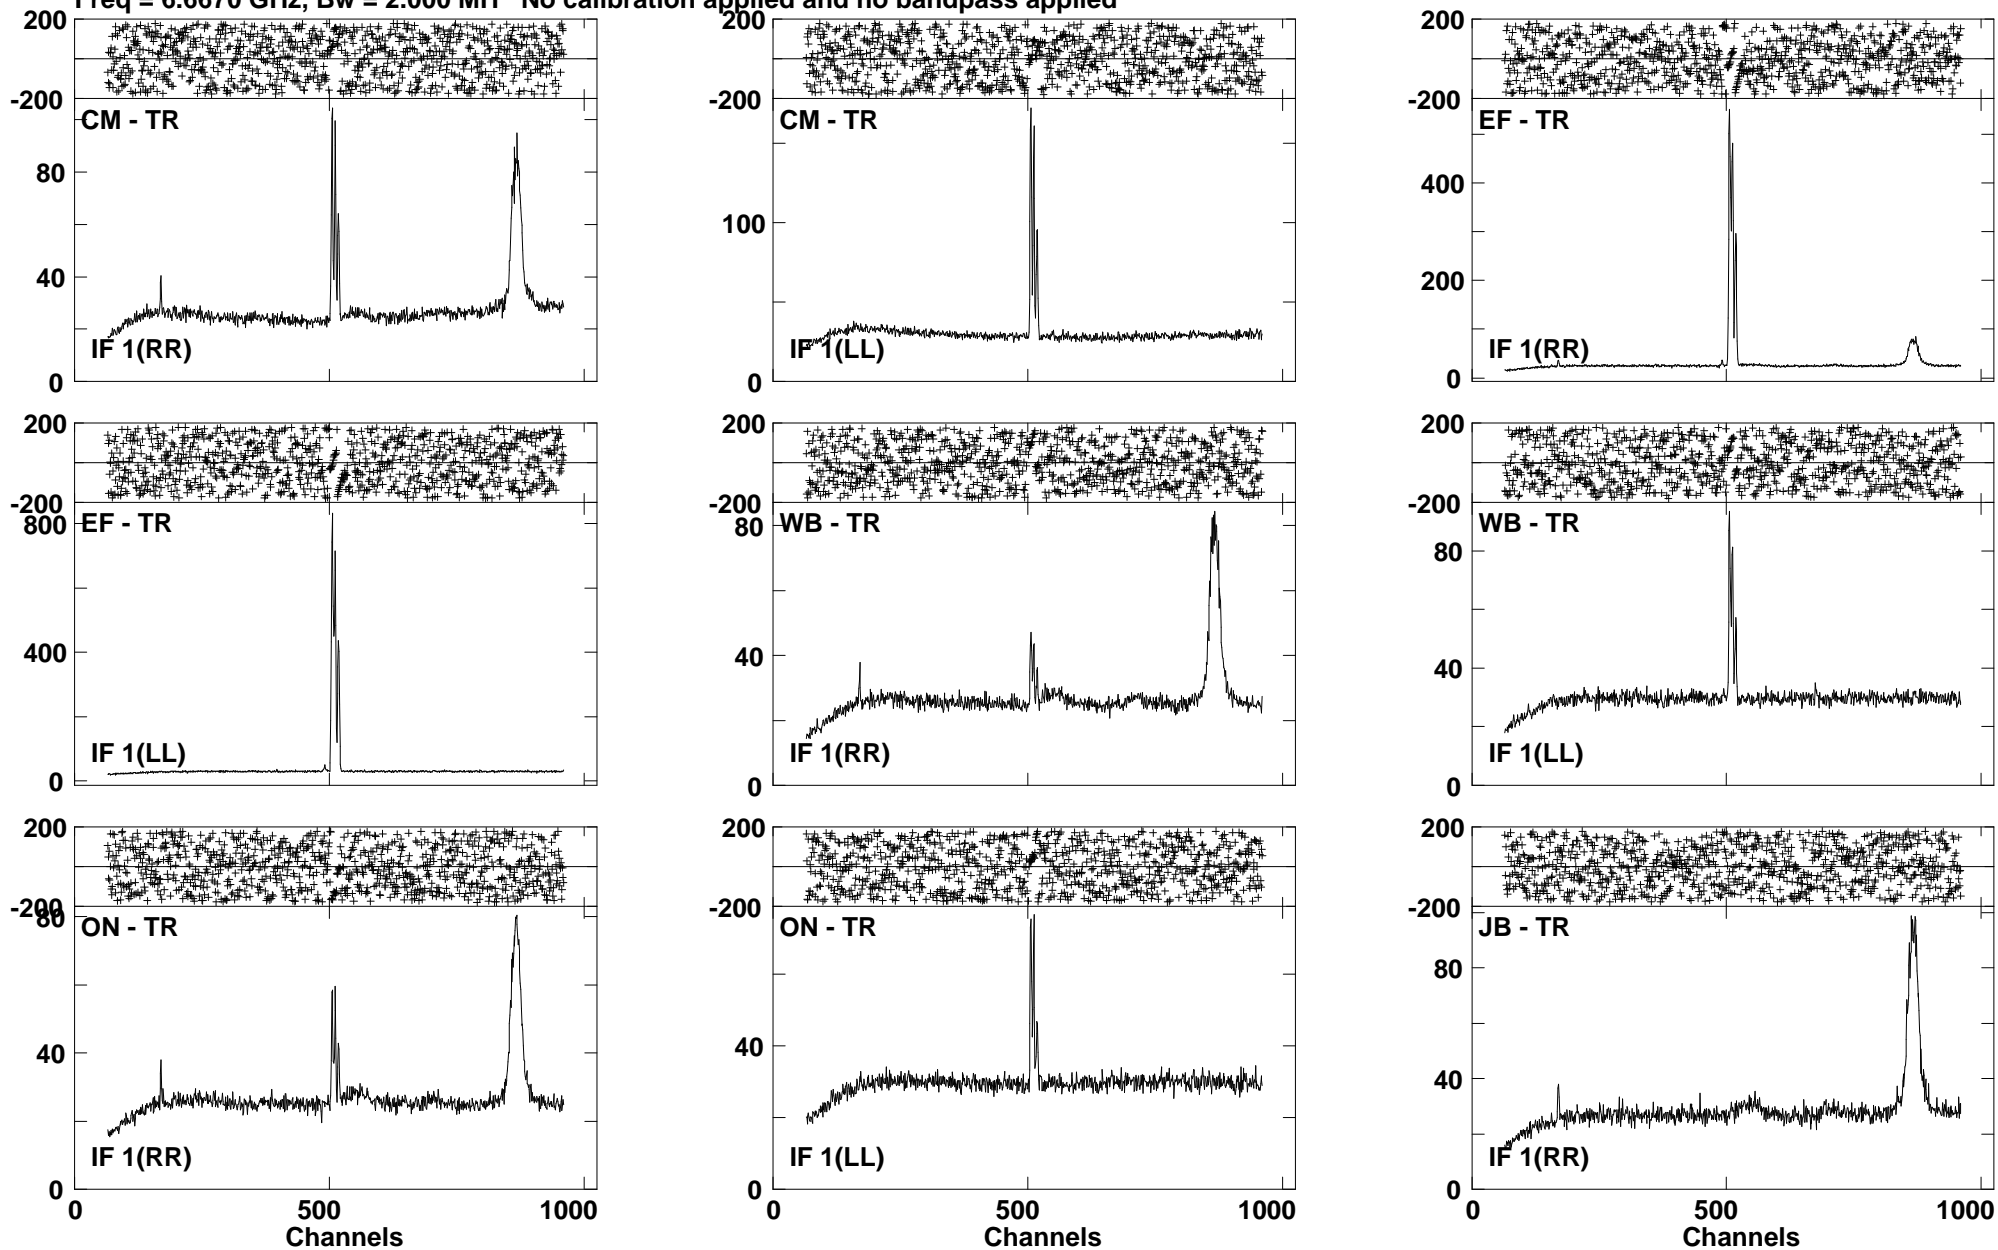 Freq = 6.6670 GHz, Bw = 2.000 MH No calibration applied and no bandpass applied
200
-200
CM - TR
80
40
0
IF 1(RR)
200
-200
CM - TR
100
0
IF 1(LL)
200
-200
EF - TR
400
200
0
IF 1(RR)
200
-200
800
EF - TR
400
0
IF 1(LL)
200
-200
80
WB - TR
40
0
IF 1(RR)
200
-200
WB - TR
80
40
0
IF 1(LL)
200
-200
80
ON - TR
40
0
IF 1(RR)
0 500 1000
Channels
200
-200
ON - TR
40
0
IF 1(LL)
0 500 1000
Channels
200
-200
JB - TR
80
40
0
IF 1(RR)
0 500 1000
Channels